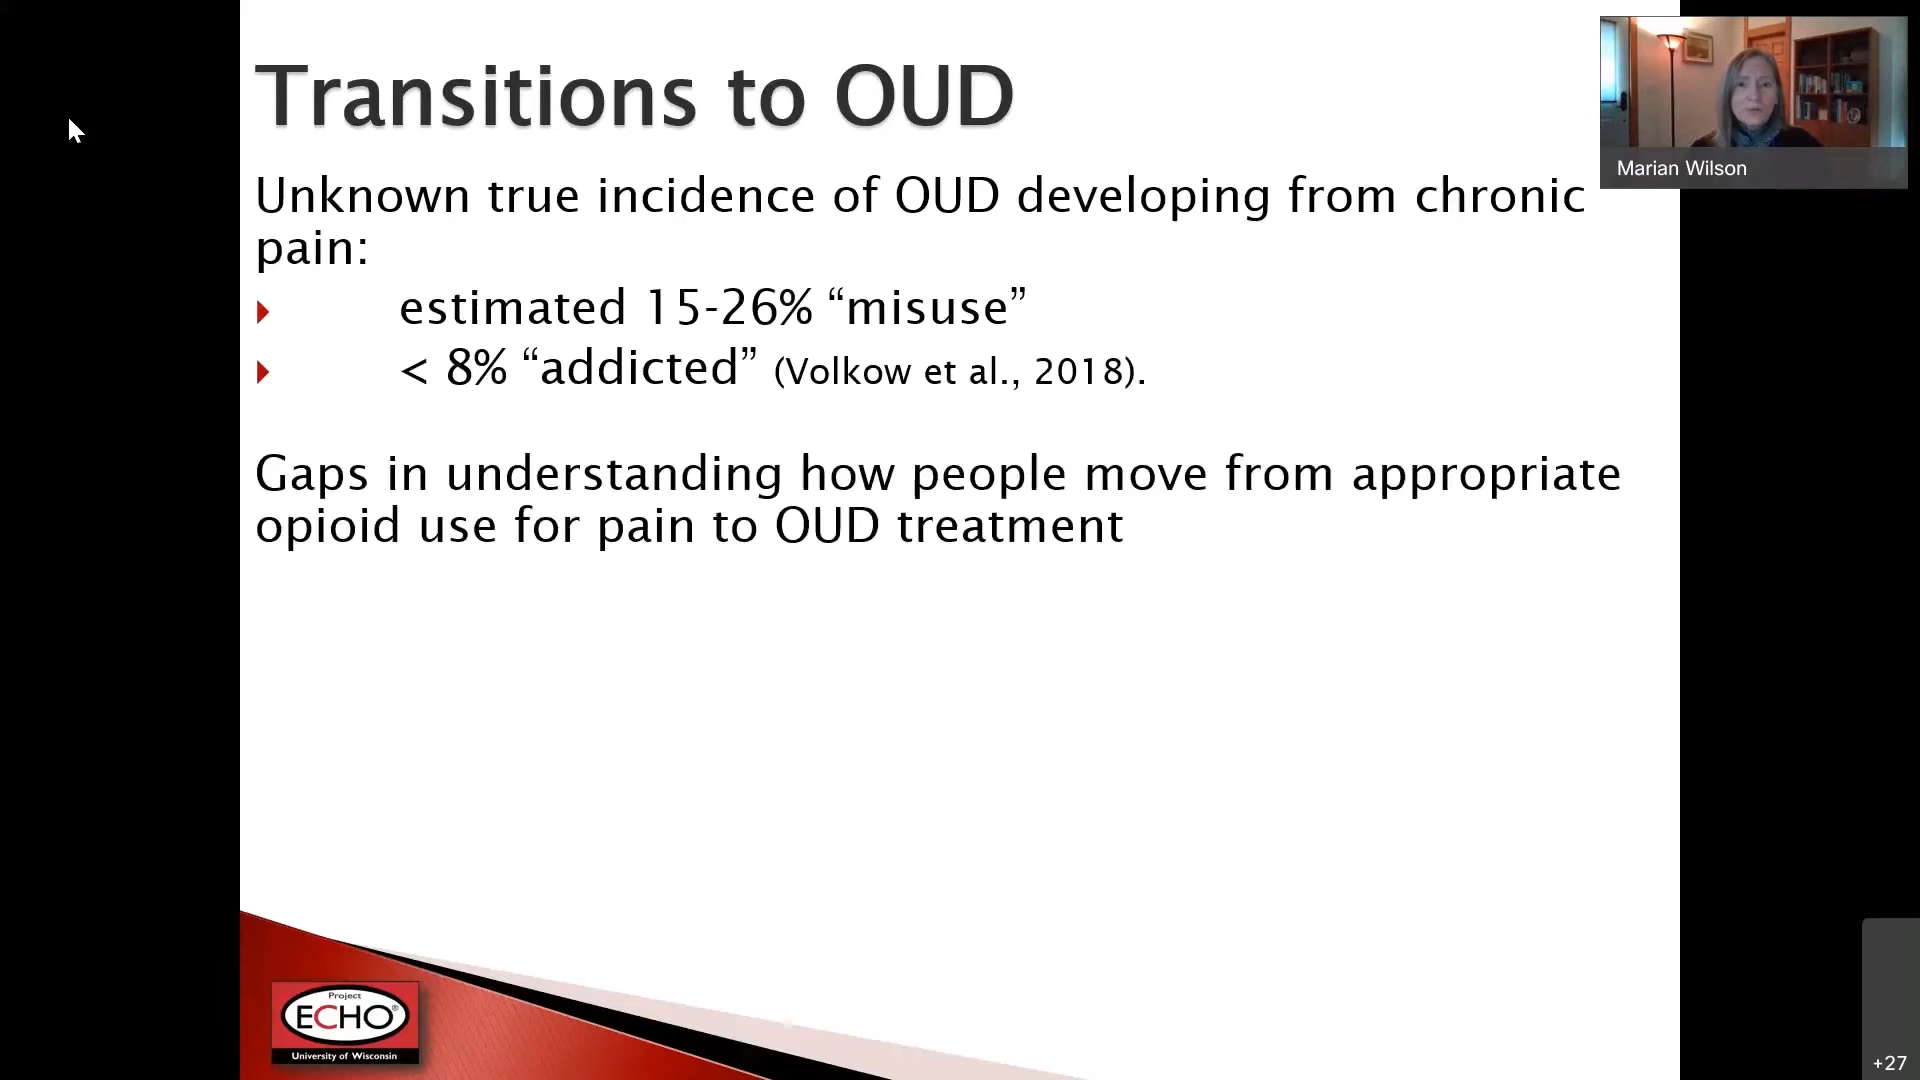 Transitions to OUD
Marian Wilson
Unknown true incidence of OUD developing from chronic
pain:
estimated 15-26% “misuse”
< 8% “addicted” (Volkow et al., 2018).
Gaps in understanding how people move from appropriate
opioid use for pain to OUD treatment
Project
ECHO®
University of Wisconsin
+27